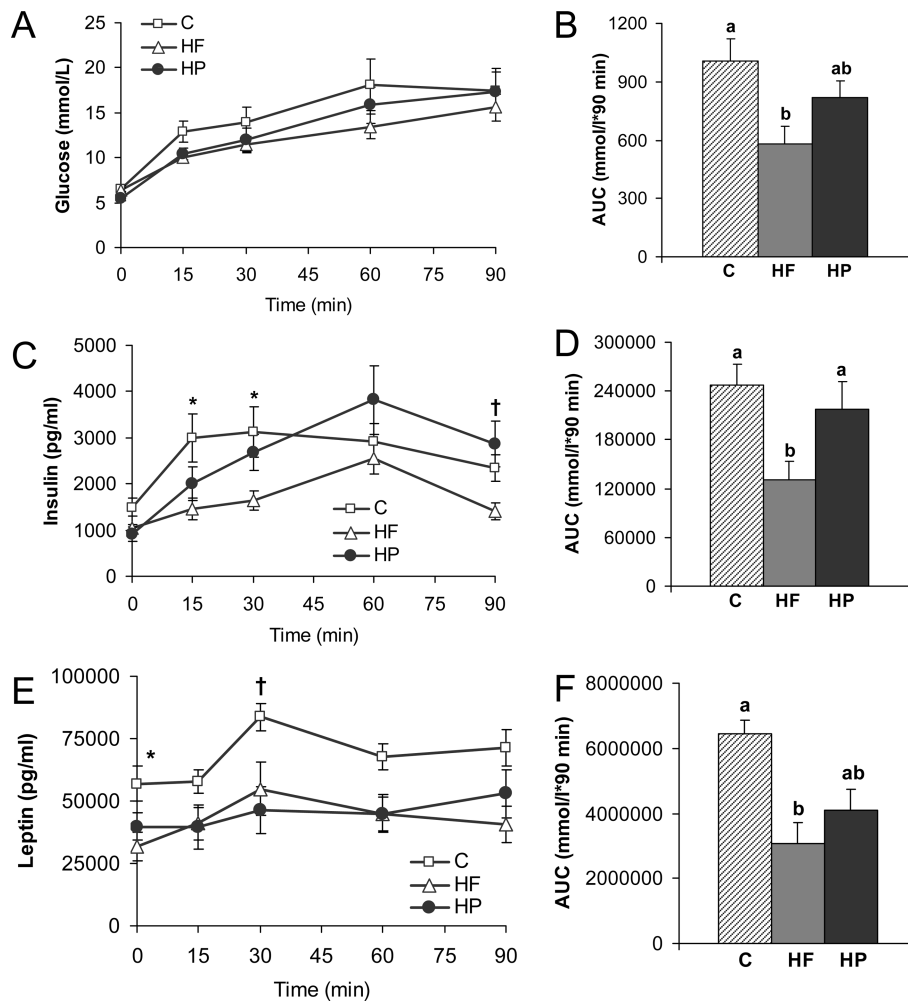 A
C
HF
HP
Glucose (mmol/L)
25
20
15
10
5
0
0 15 30 45 60 75 90
Time (min)
B
AUC (mmol/l*90 min)
1200
900
600
300
0
a
b
ab
C HF HP
C
Insulin (pg/ml)
5000
4000
3000
2000
1000
0
* * †
C
HF
HP
0 15 30 45 60 75 90
Time (min)
D
AUC (mmol/l*90 min)
300000
240000
180000
120000
60000
0
a
b
a
C HF HP
E
Leptin (pg/ml)
100000
75000
50000
25000
0
* †
C
HF
HP
0 15 30 45 60 75 90
Time (min)
F
AUC (mmol/l*90 min)
8000000
6000000
4000000
2000000
0
a
b
ab
C HF HP